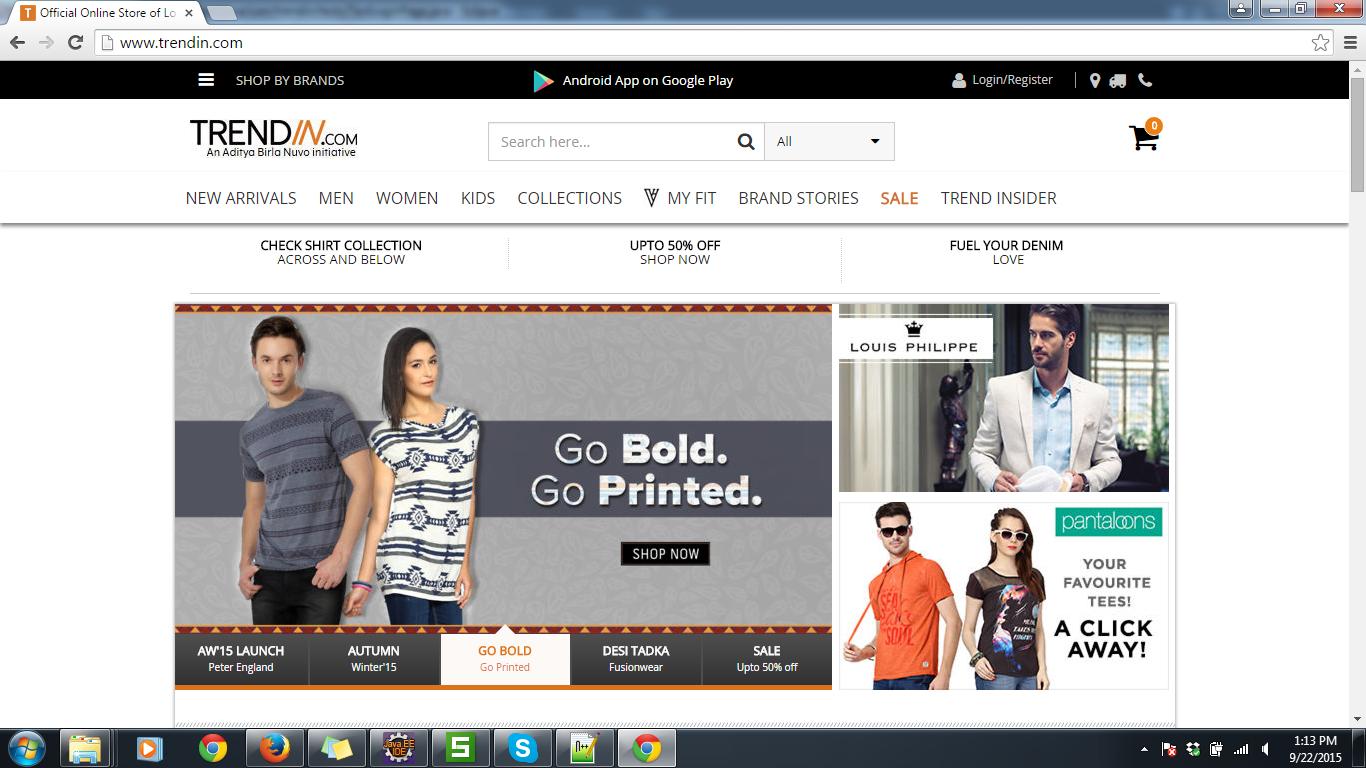 Official Online Store of Lo
www.trendin.com
SHOP BY BRANDS
Android App on Google Play
Login/Register
TRENDIN.COM
An Aditya Birla Nuvo initiative
Search here...
All
0
NEW ARRIVALS MEN WOMEN KIDS COLLECTIONS MY FIT BRAND STORIES SALE TREND INSIDER
CHECK SHIRT COLLECTION
ACROSS AND BELOW
UPTO 50% OFF
SHOP NOW
FUEL YOUR DENIM
LOVE
Go Bold.
Go Printed.
SHOP NOW
LOUIS PHILIPPE
pantaloons
YOUR
FAVOURITE
TEES!
A CLICK
AWAY!
AW'15 LAUNCH
Peter England
AUTUMN
Winter'15
GO BOLD
Go Printed
DESI TADKA
Fusionwear
SALE
Upto 50% off
Java EE
IDE
1:13 PM
9/22/2015